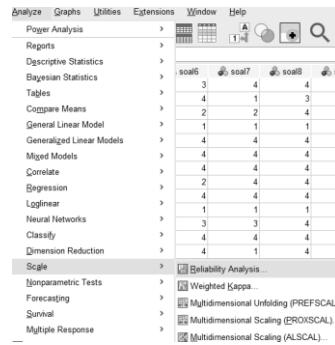 Analyze Graphs Utilities Extensions Window Help
Power Analysis
Reports
Descriptive Statistics
Bayesian Statistics
Tables
Compare Means
General Linear Model
Generalized Linear Models
Mixed Models
Correlate
Regression
Loglinear
Neural Networks
Classify
Dimension Reduction
Scale
Nonparametric Tests
Forecasting
Survival
Multiple Response
soal6 soal7 soal8
3 4 4
4 1 3
2 2 4
1 1 1
4 4 4
4 4 4
4 4 4
2 4 4
4 4 4
1 1 1
3 3 4
4 4 4
4 1 4
Reliability Analysis...
Weighted Kappa...
Multidimensional Unfolding (PREFSCAL
Multidimensional Scaling (PROXSCAL).
Multidimensional Scaling (ALSCAL)...